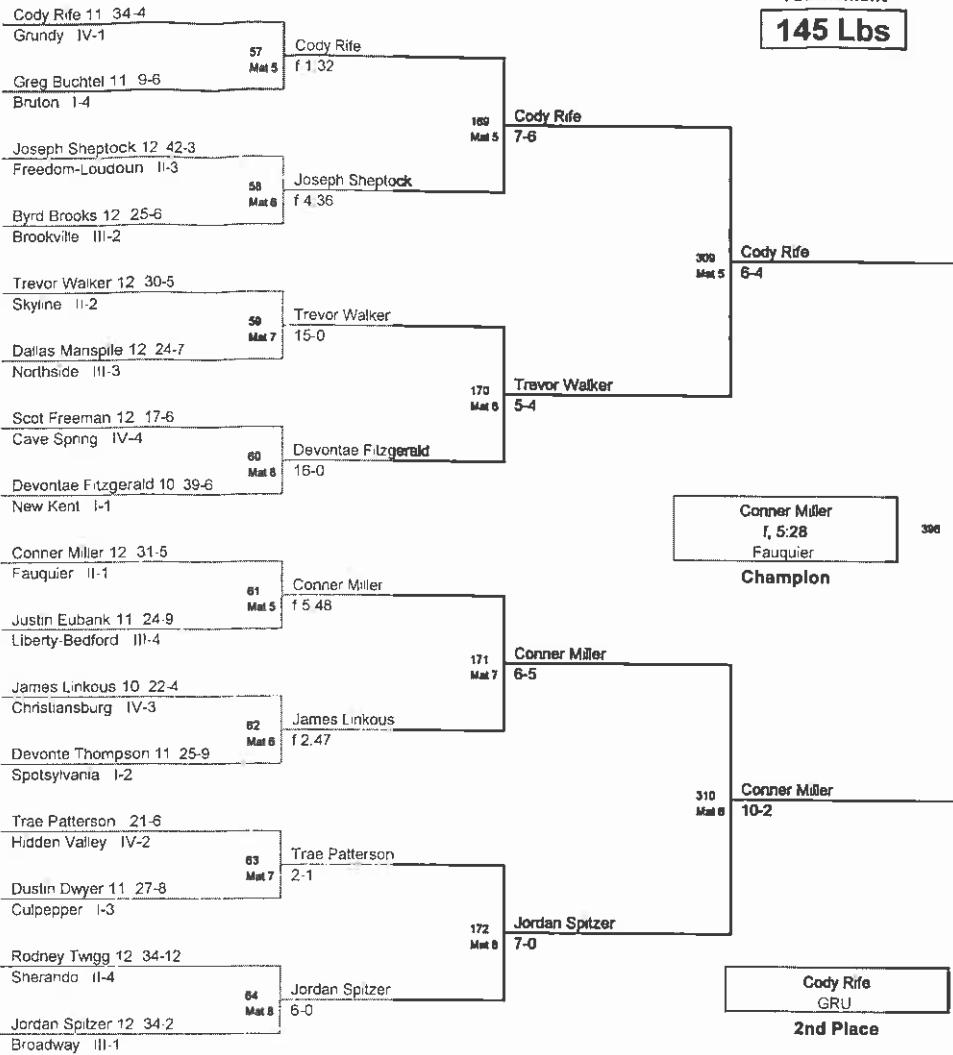 145 Lbs
Cody Rife 11 34-4
Grundy IV-1
57
Mat 5
Cody Rife
f 1.32
Greg Buchtel 11 9-6
Bruton I-4
169
Mat 5
Cody Rife
7-6
Joseph Sheptock 12 42-3
Freedom-Loudoun II-3
58
Mat 6
Joseph Sheptock
f 4.36
Byrd Brooks 12 25-6
Brookville III-2
309
Mat 5
Cody Rife
6-4
Trevor Walker 12 30-5
Skyline II-2
59
Mat 7
Trevor Walker
15-0
Dallas Manspile 12 24-7
Northside III-3
170
Mat 6
Trevor Walker
5-4
Scot Freeman 12 17-6
Cave Spring IV-4
60
Mat 8
Devontae Fitzgerald
16-0
Devontae Fitzgerald 10 39-6
New Kent I-1
Conner Miller
f, 5:28
Fauquier
396
Champion
Conner Miller 12 31-5
Fauquier II-1
61
Mat 5
Conner Miller
f 5.48
Justin Eubank 11 24-9
Liberty-Bedford III-4
171
Mat 7
Conner Miller
6-5
James Linkous 10 22-4
Christiansburg IV-3
62
Mat 6
James Linkous
f 2.47
Devonte Thompson 11 25-9
Spotsylvania I-2
310
Mat 6
Conner Miller
10-2
Trae Patterson 21-6
Hidden Valley IV-2
63
Mat 7
Trae Patterson
2-1
Dustin Dwyer 11 27-8
Culpepper I-3
172
Mat 8
Jordan Spitzer
7-0
Rodney Twigg 12 34-12
Sherando II-4
64
Mat 8
Jordan Spitzer
6-0
Jordan Spitzer 12 34-2
Broadway III-1
Cody Rife
GRU
2nd Place